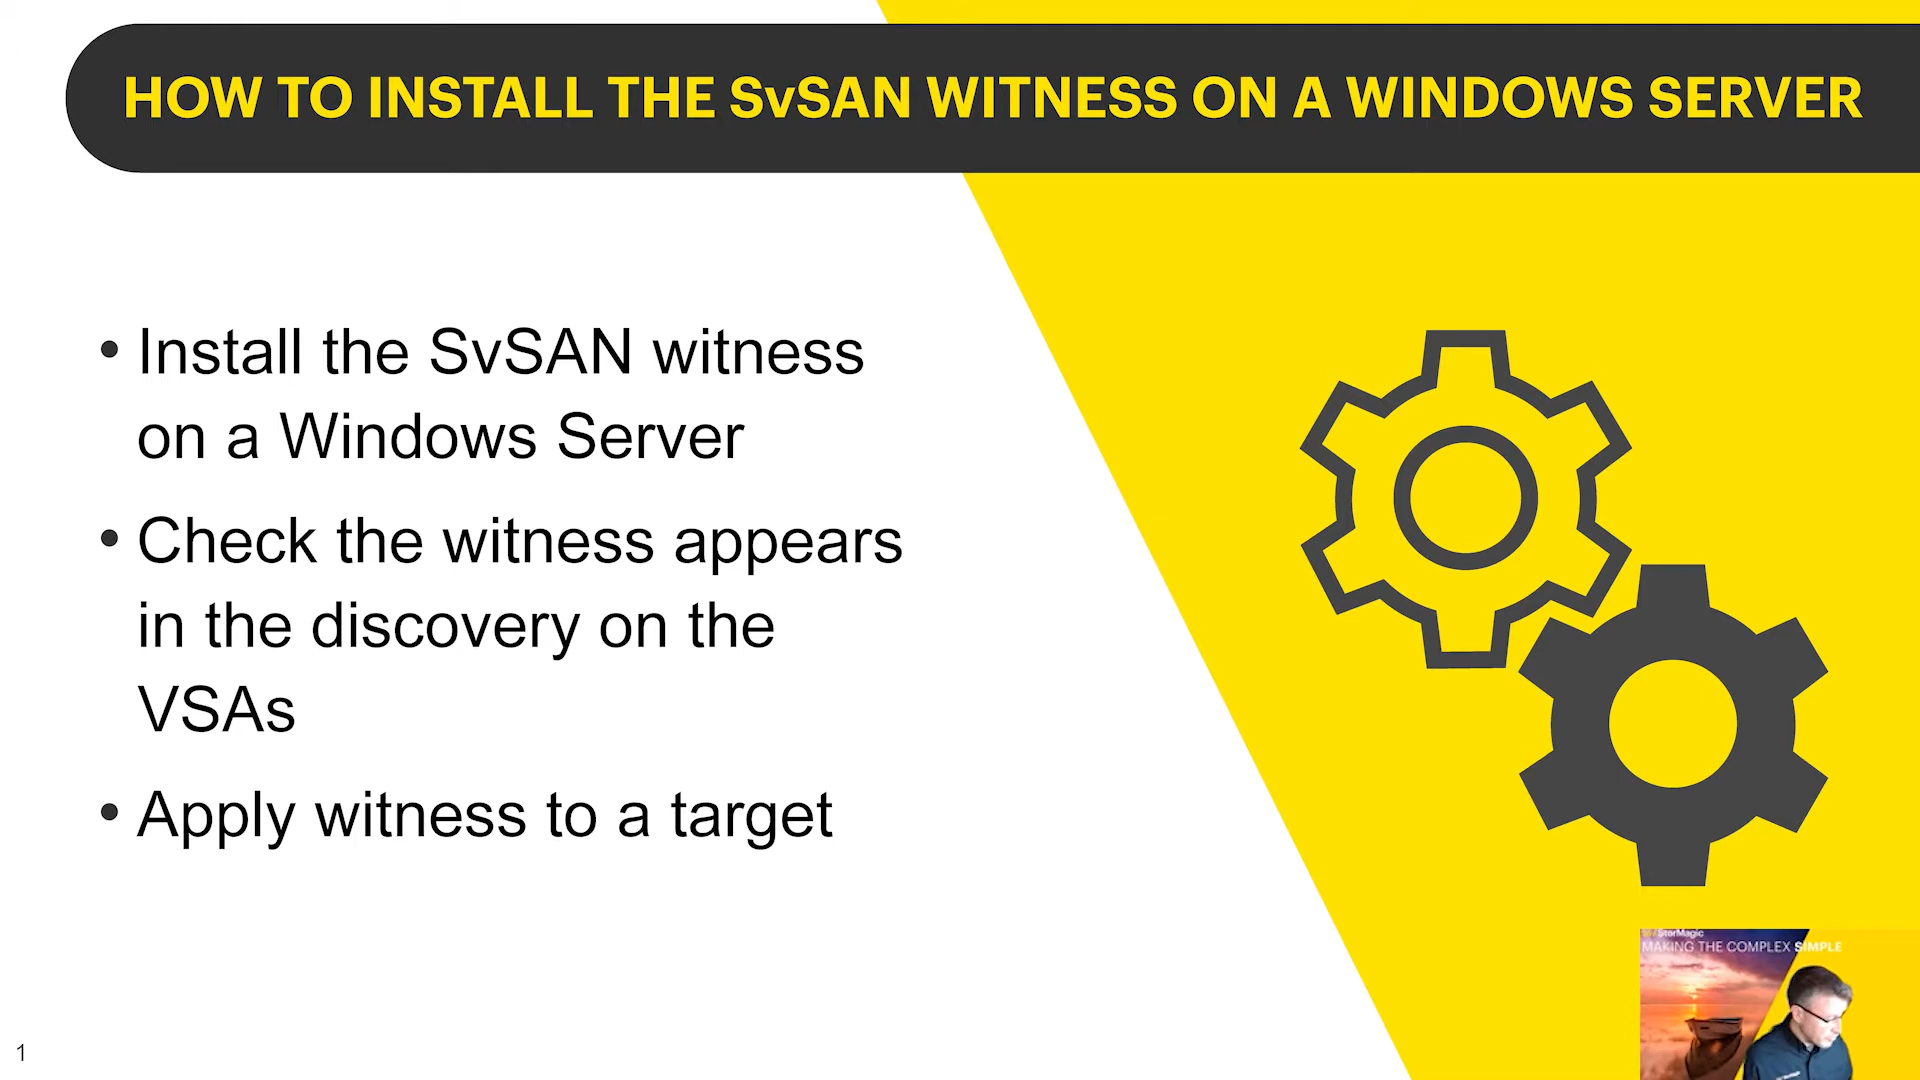 HOW TO INSTALL THE SvSAN WITNESS ON A WINDOWS SERVER
• Install the SvSAN witness
on a Windows Server
• Check the witness appears
in the discovery on the
VSAs
• Apply witness to a target
StorMagic
MAKING THE COMPLEX SIMPLE
1